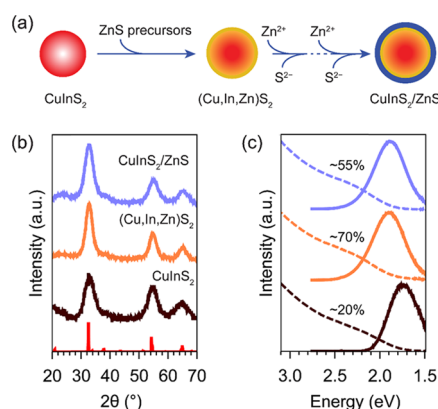 (a)
ZnS precursors
Zn²⁺ Zn²⁺
S²⁻ S²⁻
CuInS₂ (Cu,In,Zn)S₂ CuInS₂/ZnS
(b)
Intensity (a.u.)
CuInS₂/ZnS
(Cu,In,Zn)S₂
CuInS₂
20 30 40 50 60 70
2θ (°)
(c)
Intensity (a.u.)
~55%
~70%
~20%
3.0 2.5 2.0 1.5
Energy (eV)